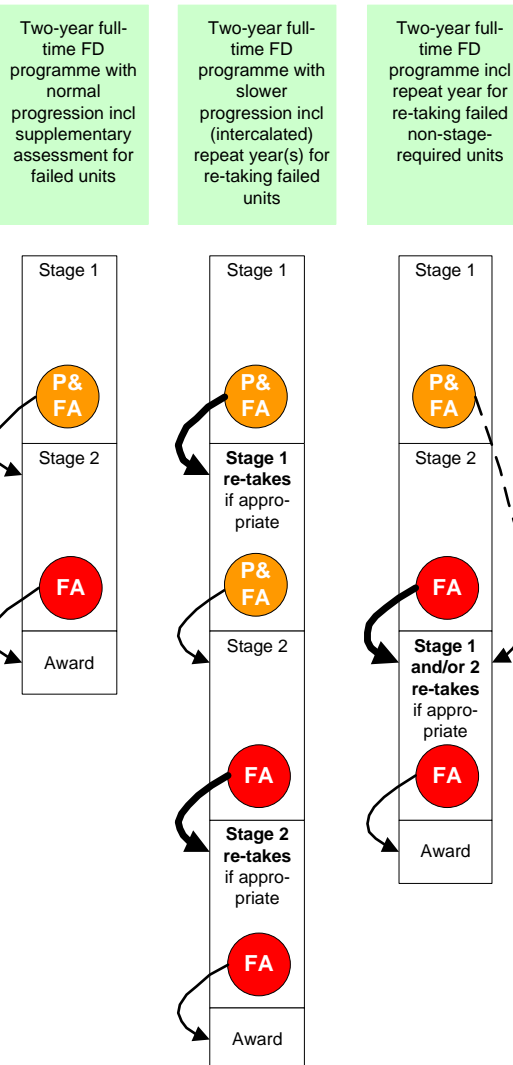 Two-year full-
time FD
programme with
normal
progression incl
supplementary
assessment for
failed units
Stage 1
P&
FA
Stage 2
FA
Award
Two-year full-
time FD
programme with
slower
progression incl
(intercalated)
repeat year(s) for
re-taking failed
units
Stage 1
P&
FA
Stage 1
re-takes
if appro-
priate
P&
FA
Stage 2
FA
Stage 2
re-takes
if appro-
priate
FA
Award
Two-year full-
time FD
programme incl
repeat year for
re-taking failed
non-stage-
required units
Stage 1
P&
FA
Stage 2
FA
Stage 1
and/or 2
re-takes
if appro-
priate
FA
Award